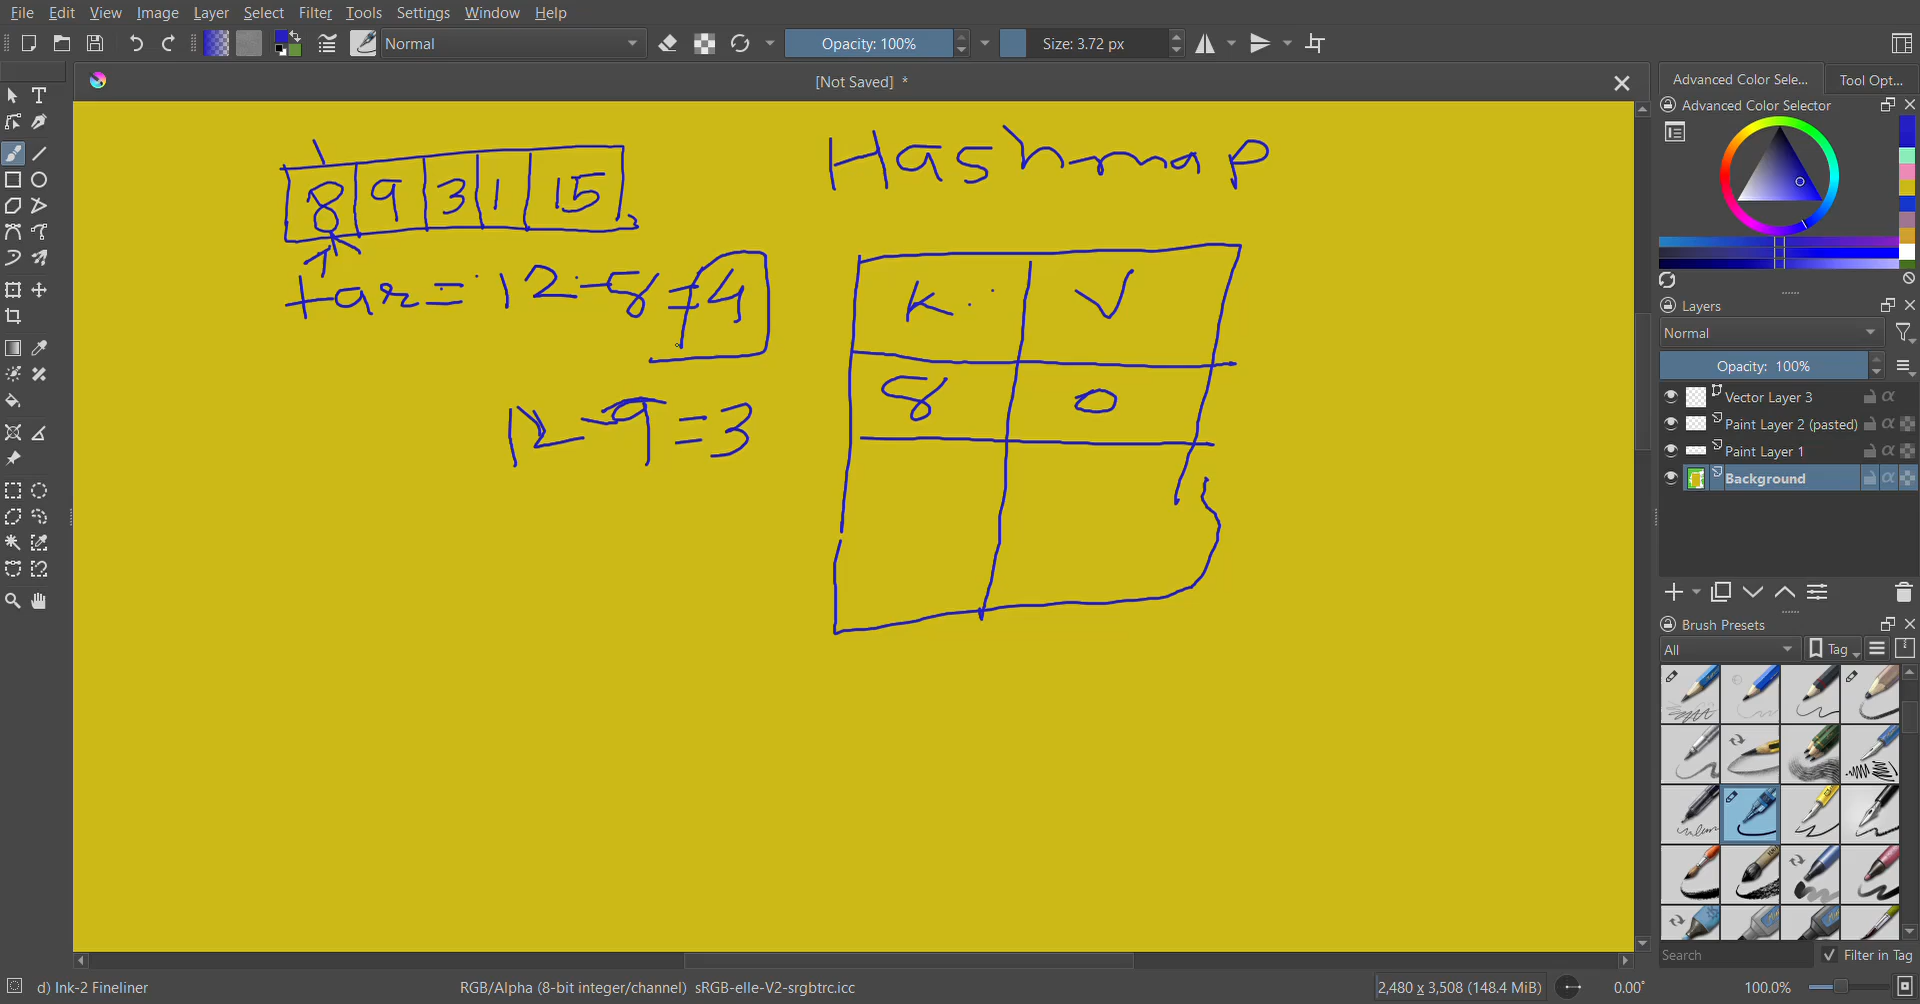 File Edit View Image Layer Select Filter Tools Settings Window Help
Normal Opacity: 100% Size: 3.72 px
[Not Saved] *
Advanced Color Sele... Tool Opt...
Advanced Color Selector
Hashmap
8 9 3 1 15
tar = 12 - 8 = 4
K V
8 0
12 - 9 = 3
Layers
Normal
Opacity: 100%
Vector Layer 3
Paint Layer 2 (pasted)
Paint Layer 1
Background
Brush Presets
All Tag
Search Filter in Tag
d) Ink-2 Fineliner RGB/Alpha (8-bit integer/channel) sRGB-elle-V2-srgbtrc.icc 2,480 x 3,508 (148.4 MiB) 0.00° 100.0%